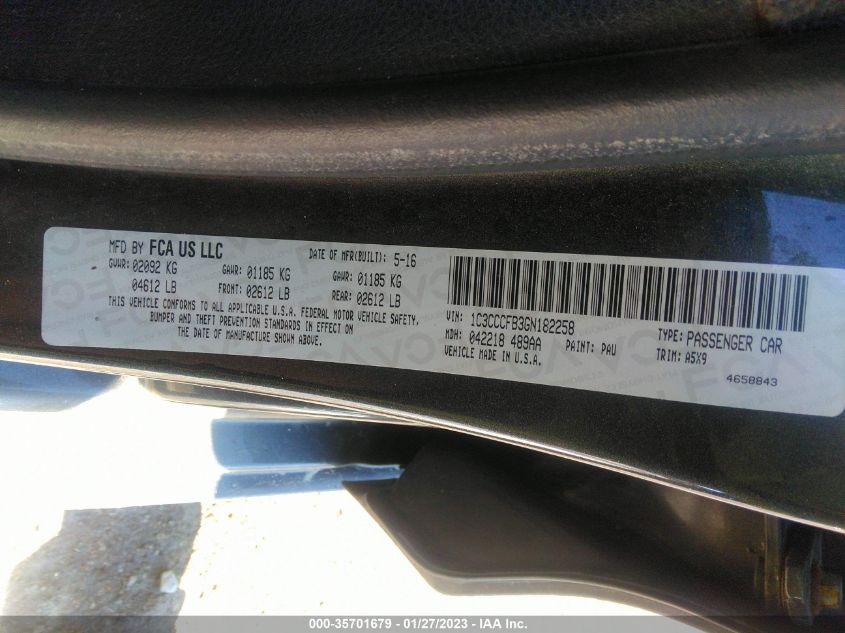 MFD BY FCA US LLC
DATE OF MFR(BUILT): 5-16
GVWR: 02092 KG
GAWR: 01185 KG
GAWR: 01185 KG
04612 LB
FRONT: 02612 LB
REAR: 02612 LB
THIS VEHICLE CONFORMS TO ALL APPLICABLE U.S.A. FEDERAL MOTOR VEHICLE SAFETY,
BUMPER AND THEFT PREVENTION STANDARDS IN EFFECT ON
THE DATE OF MANUFACTURE SHOWN ABOVE.
VIN: 1C3CCCFB3GN182258
TYPE: PASSENGER CAR
MDH: 042218 489AA
PAINT: PAU
TRIM: A5X9
VEHICLE MADE IN U.S.A.
4658843
000-35701679 - 01/27/2023 - IAA Inc.